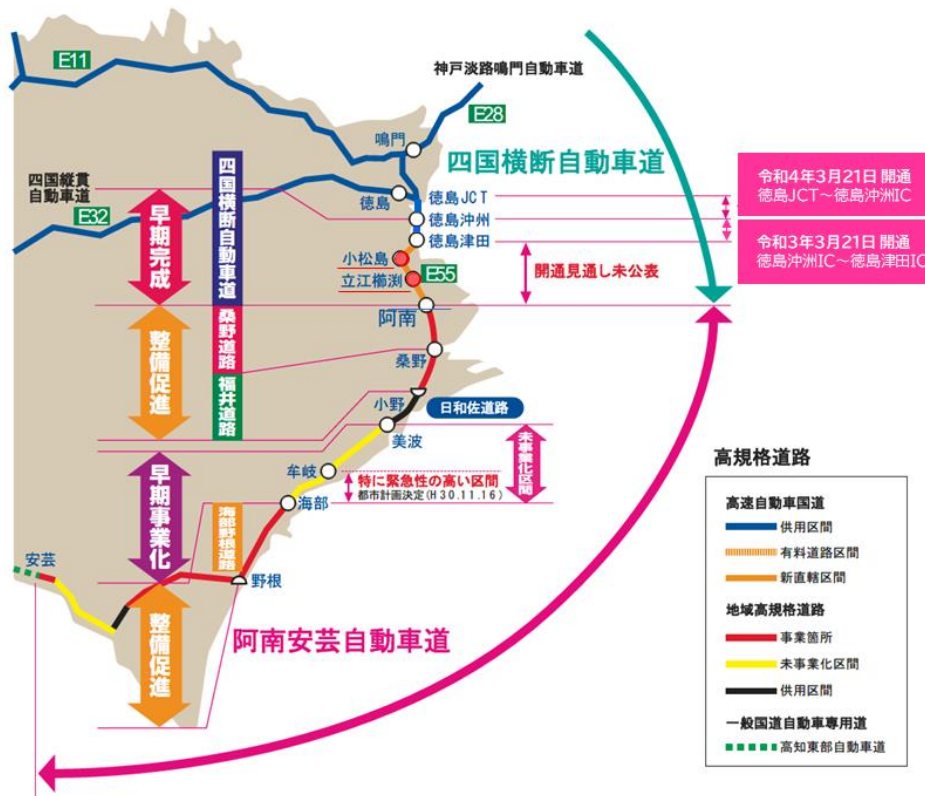 E11
神戸淡路鳴門自動車道
E28
鳴門
四国横断自動車道
四国縦貫
自動車道
E32
徳島
徳島JCT
徳島沖州
徳島津田
令和4年3月21日 開通
徳島JCT～徳島沖洲IC
令和3年3月21日 開通
徳島沖洲IC～徳島津田IC
早期完成
四国横断自動車道
小松島
立江櫛渕
E55
開通見通し未公表
阿南
整備促進
桑野道路
桑野
福井道路
小野
日和佐道路
美波
未事業化区間
牟岐
特に緊急性の高い区間
都市計画決定(H30.11.16)
海部
早期事業化
海部野根道路
安芸
野根
整備促進
阿南安芸自動車道
高規格道路
高速自動車国道
供用区間
有料道路区間
新直轄区間
地域高規格道路
事業箇所
未事業化区間
供用区間
一般国道自動車専用道
高知東部自動車道